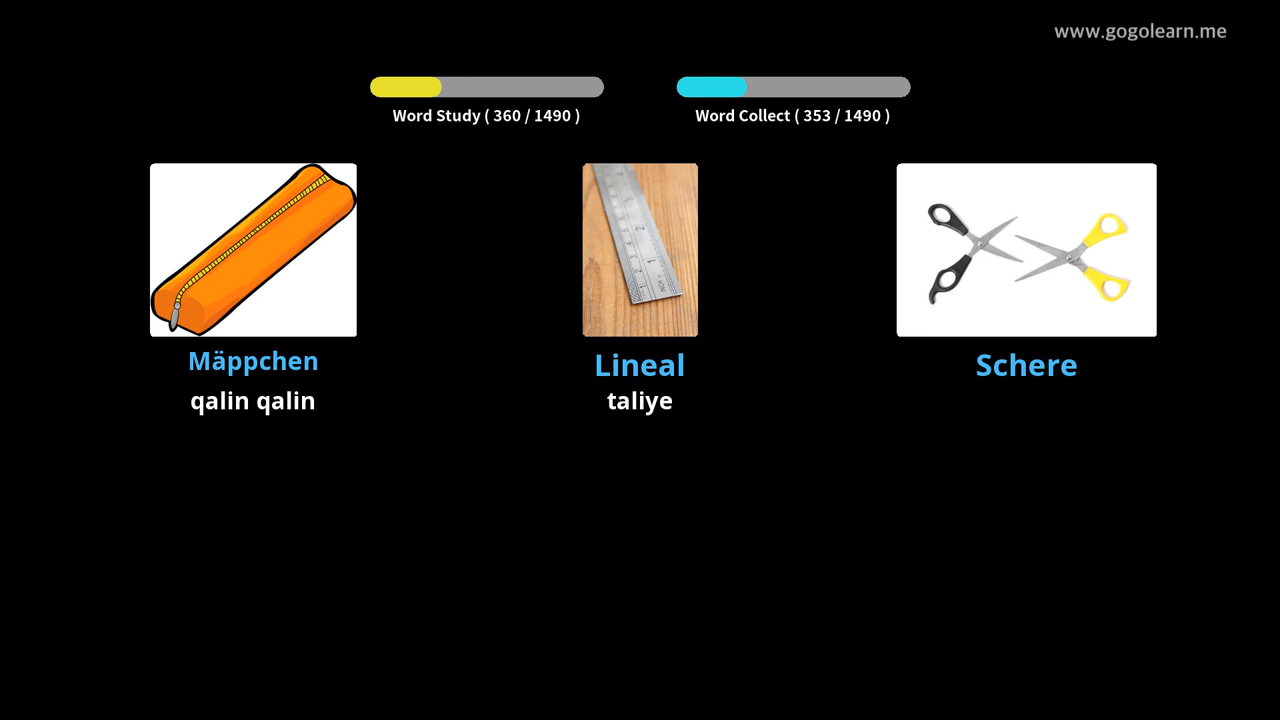 www.gogolearn.me
Word Study ( 360 / 1490 )
Word Collect ( 353 / 1490 )
Mäppchen
qalin qalin
Lineal
taliye
Schere